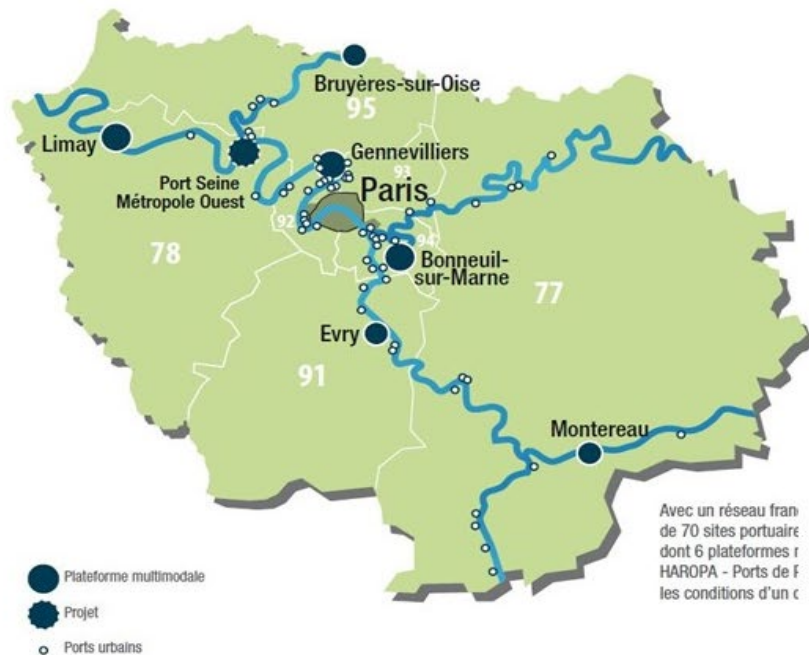 Bruyères-sur-Oise
95
Limay
Gennevilliers
93
Port Seine
Métropole Ouest
Paris
92
94
78
Bonneuil-
sur-Marne
77
Evry
91
Montereau
Avec un réseau
de 70 sites
dont 6 plateformes
HAROPA - Ports de
les conditions d'un
Plateforme multimodale
Projet
Ports urbains